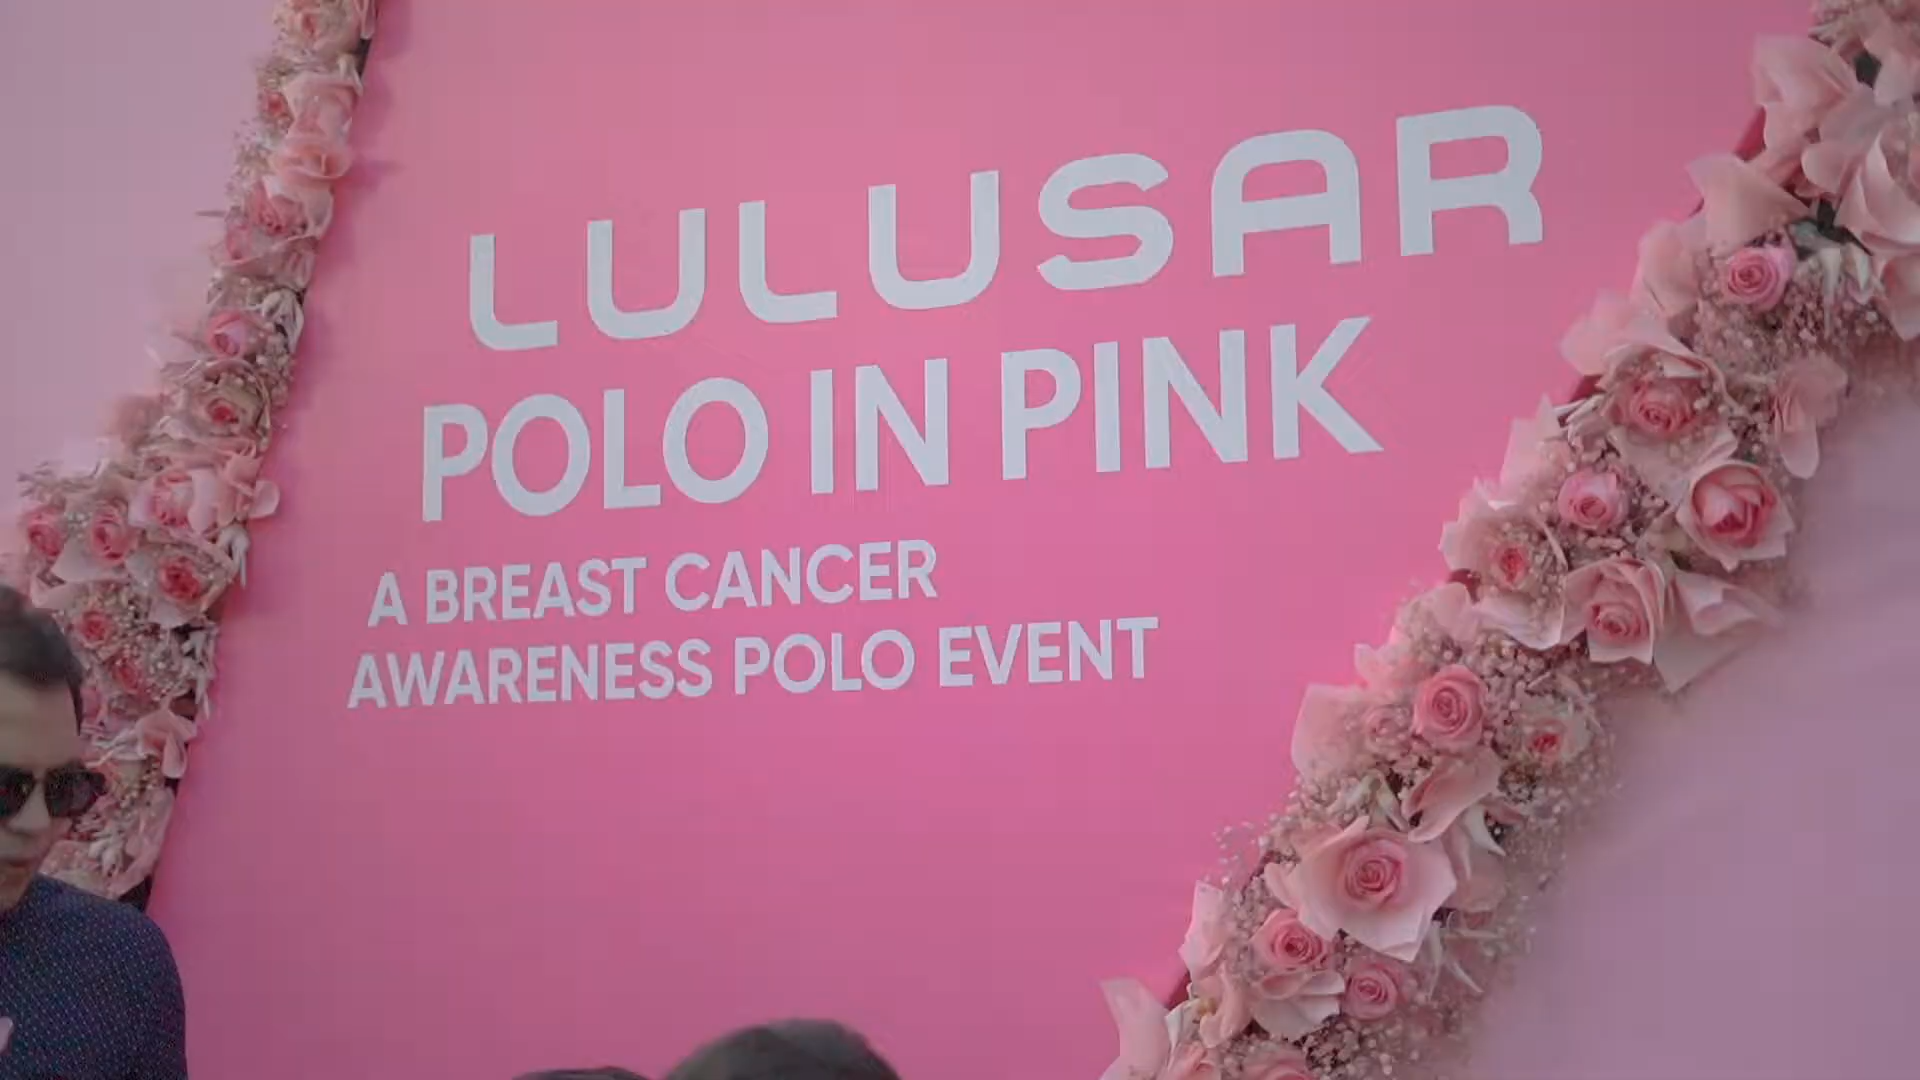 LULUSAR
POLO IN PINK
A BREAST CANCER
AWARENESS POLO EVENT